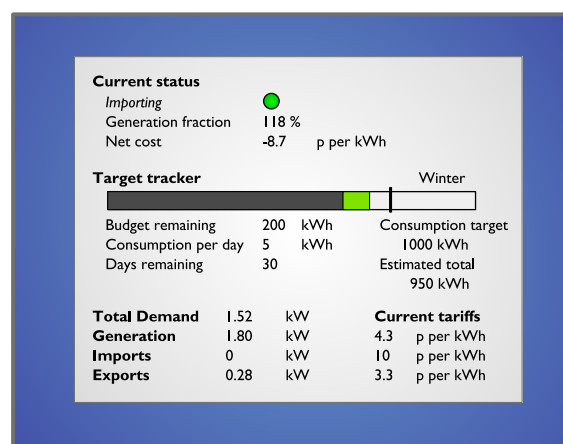 Current status
Importing
Generation fraction 118 %
Net cost -8.7 p per kWh
Target tracker Winter
Budget remaining 200 kWh Consumption target
Consumption per day 5 kWh 1000 kWh
Days remaining 30 Estimated total
950 kWh
Total Demand 1.52 kW Current tariffs
Generation 1.80 kW 4.3 p per kWh
Imports 0 kW 10 p per kWh
Exports 0.28 kW 3.3 p per kWh